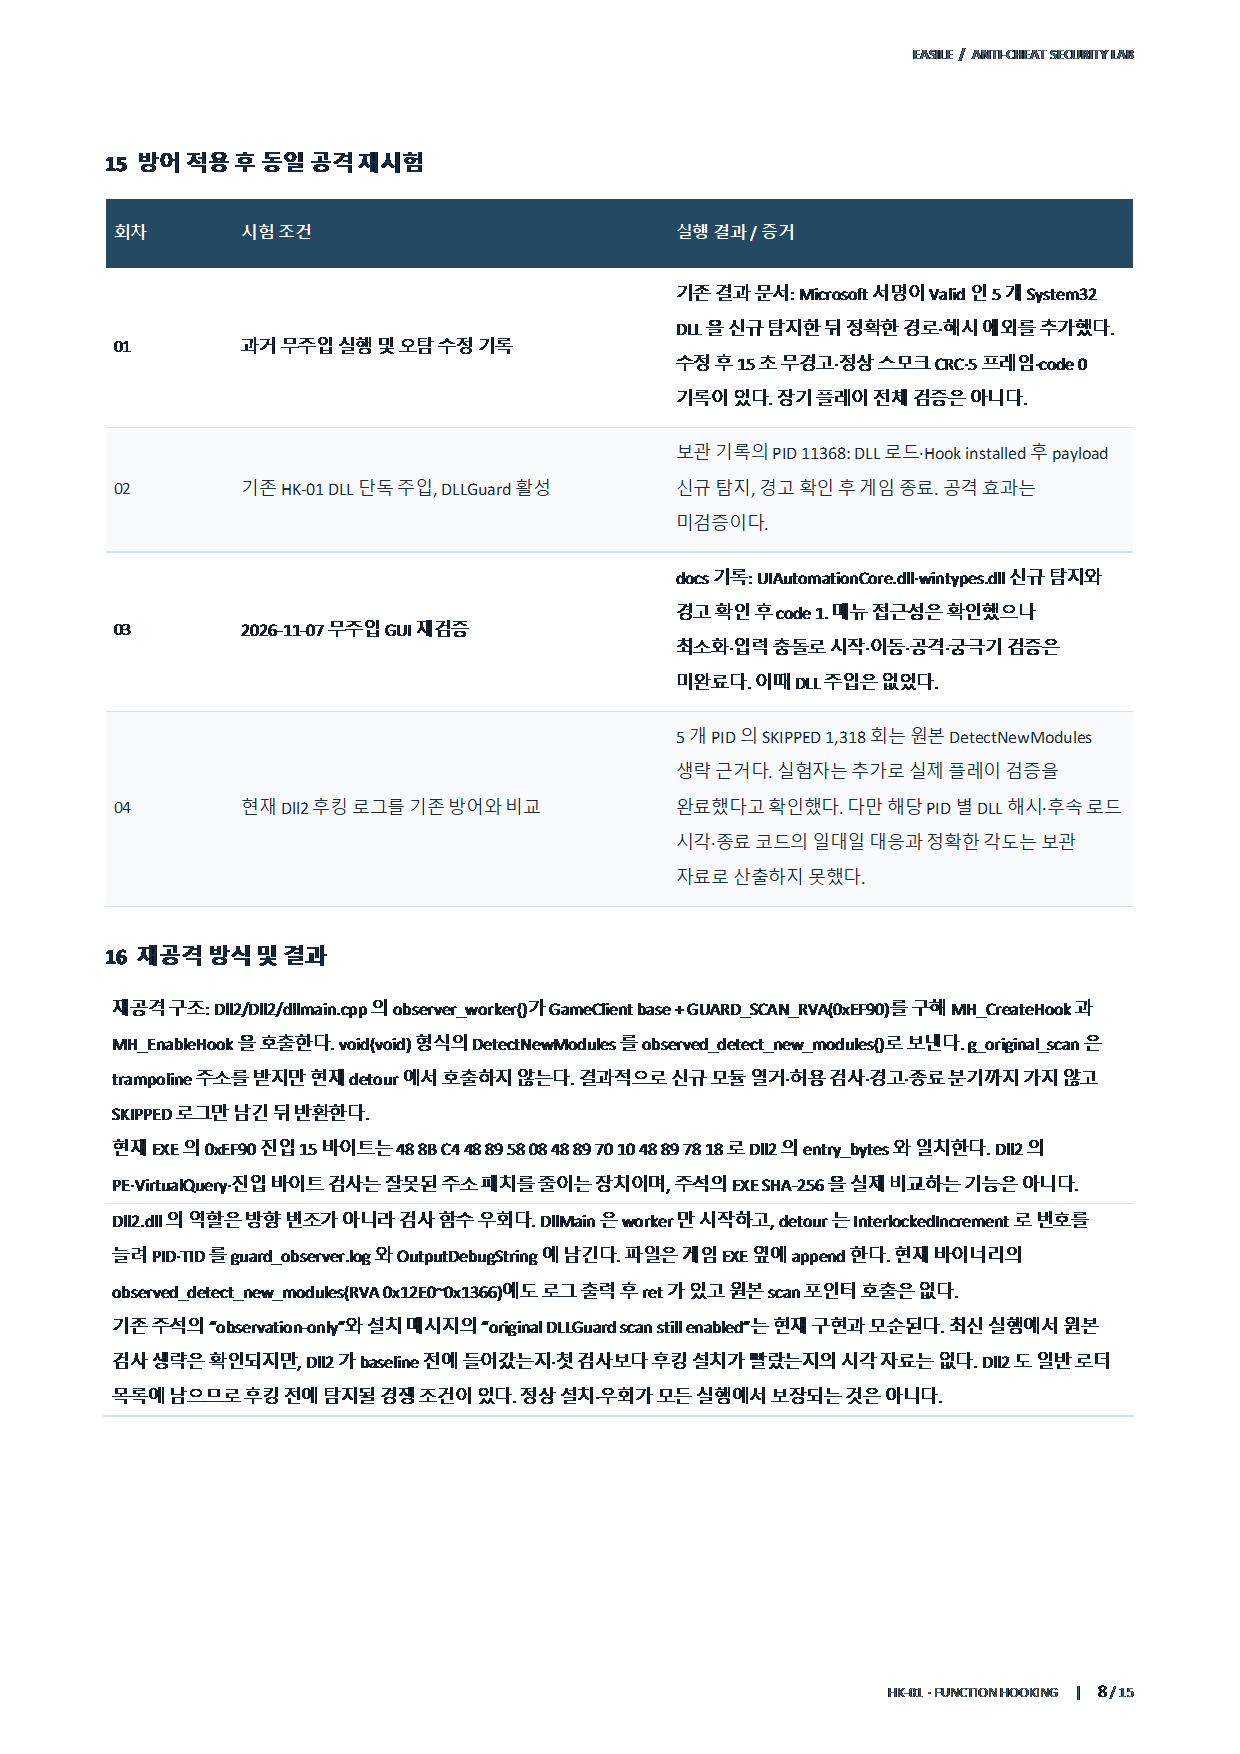 EASILE / ANTI-CHEAT SECURITY LAB
15 방어 적용 후 동일 공격 재시험
회차 시험 조건 실행 결과 / 증거
기존 결과 문서: Microsoft 서명이 Valid 인 5 개 System32
DLL 을 신규 탐지한 뒤 정확한 경로·해시 예외를 추가했다.
01 과거 무주입 실행 및 오탐 수정 기록
수정 후 15 초 무경고·정상 스모크 CRC·5 프레임·code 0
기록이 있다. 장기 플레이 전체 검증은 아니다.
보관 기록의 PID 11368: DLL 로드·Hook installed 후 payload
02 기존 HK-01 DLL 단독 주입, DLLGuard 활성 신규 탐지, 경고 확인 후 게임 종료. 공격 효과는
미검증이다.
docs 기록: UIAutomationCore.dll·wintypes.dll 신규 탐지와
경고 확인 후 code 1. 메뉴 접근성은 확인했으나
03 2026-11-07 무주입 GUI 재검증
최소화·입력 충돌로 시작·이동·공격·궁극기 검증은
미완료다. 이때 DLL 주입은 없었다.
5 개 PID 의 SKIPPED 1,318 회는 원본 DetectNewModules
생략 근거다. 실험자는 추가로 실제 플레이 검증을
04 현재 Dll2 후킹 로그를 기존 방어와 비교 완료했다고 확인했다. 다만 해당 PID 별 DLL 해시·후속 로드
시각·종료 코드의 일대일 대응과 정확한 각도는 보관
자료로 산출하지 못했다.
16 재공격 방식 및 결과
재공격 구조: Dll2/Dll2/dllmain.cpp 의 observer_worker()가 GameClient base + GUARD_SCAN_RVA(0xEF90)를 구해 MH_CreateHook 과
MH_EnableHook 을 호출한다. void(void) 형식의 DetectNewModules 를 observed_detect_new_modules()로 보낸다. g_original_scan 은
trampoline 주소를 받지만 현재 detour 에서 호출하지 않는다. 결과적으로 신규 모듈 열거·허용 검사·경고·종료 분기까지 가지 않고
SKIPPED 로그만 남긴 뒤 반환한다.
현재 EXE 의 0xEF90 진입 15 바이트는 48 8B C4 48 89 58 08 48 89 70 10 48 89 78 18 로 Dll2 의 entry_bytes 와 일치한다. Dll2 의
PE·VirtualQuery·진입 바이트 검사는 잘못된 주소 패치를 줄이는 장치이며, 주석의 EXE SHA-256 을 실제 비교하는 기능은 아니다.
Dll2.dll 의 역할은 방향 변조가 아니라 검사 함수 우회다. DllMain 은 worker 만 시작하고, detour 는 InterlockedIncrement 로 번호를
늘려 PID·TID 를 guard_observer.log 와 OutputDebugString 에 남긴다. 파일은 게임 EXE 옆에 append 한다. 현재 바이너리의
observed_detect_new_modules(RVA 0x12E0~0x1366)에도 로그 출력 후 ret 가 있고 원본 scan 포인터 호출은 없다.
기존 주석의 “observation-only”와 설치 메시지의 “original DLLGuard scan still enabled”는 현재 구현과 모순된다. 최신 실행에서 원본
검사 생략은 확인되지만, Dll2 가 baseline 전에 들어갔는지·첫 검사보다 후킹 설치가 빨랐는지의 시각 자료는 없다. Dll2 도 일반 로더
목록에 남으므로 후킹 전에 탐지될 경쟁 조건이 있다. 정상 설치·우회가 모든 실행에서 보장되는 것은 아니다.
HK-01 · FUNCTION HOOKING | 8 / 15